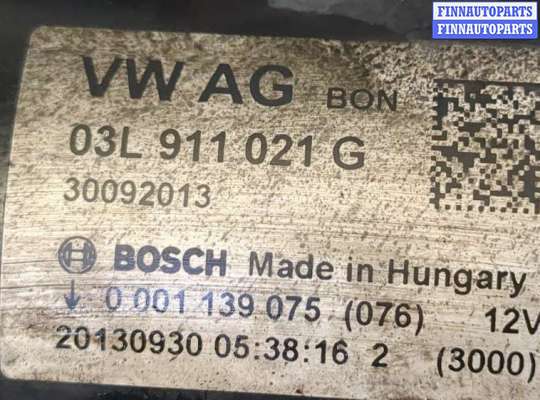 FINNAUTOPARTS
FINNAUTOPARTS
VW AG BON
03L 911 021 G
30092013
BOSCH Made in Hungary
↓ 0 001 139 075 (076) 12V
20130930 05:38:16 2 (3000)